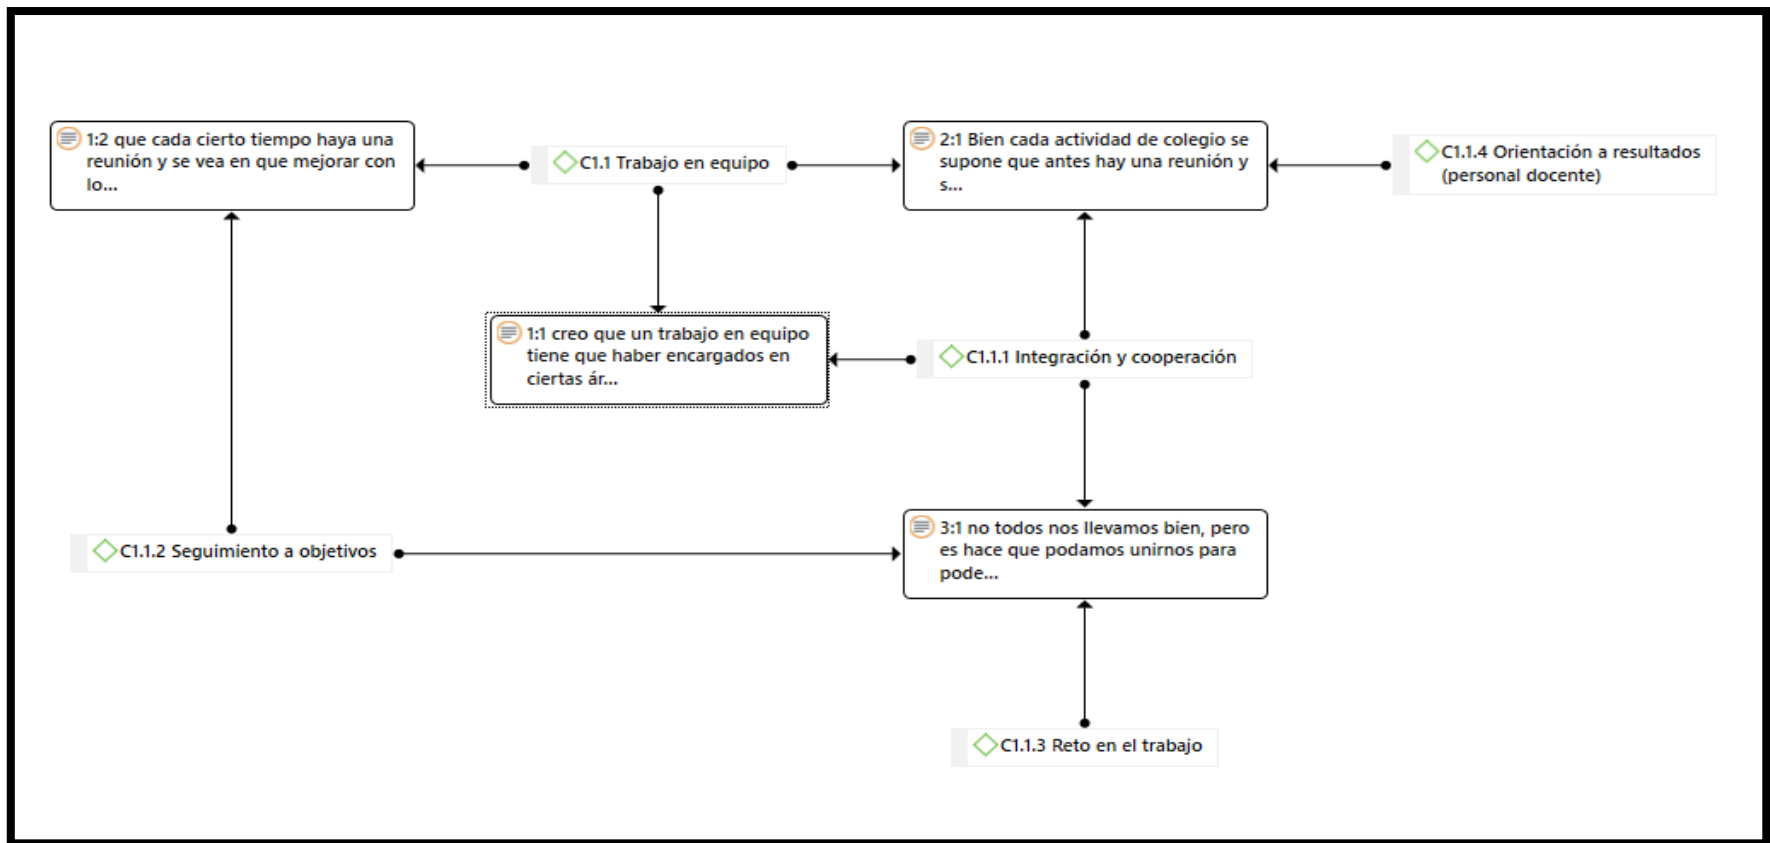 1:2 que cada cierto tiempo haya una
reunión y se vea en que mejorar con
lo...
C1.1 Trabajo en equipo
2:1 Bien cada actividad de colegio se
supone que antes hay una reunión y
s...
C1.1.4 Orientación a resultados
(personal docente)
1:1 creo que un trabajo en equipo
tiene que haber encargados en
ciertas ár...
C1.1.1 Integración y cooperación
C1.1.2 Seguimiento a objetivos
3:1 no todos nos llevamos bien, pero
es hace que podamos unirnos para
pode...
C1.1.3 Reto en el trabajo